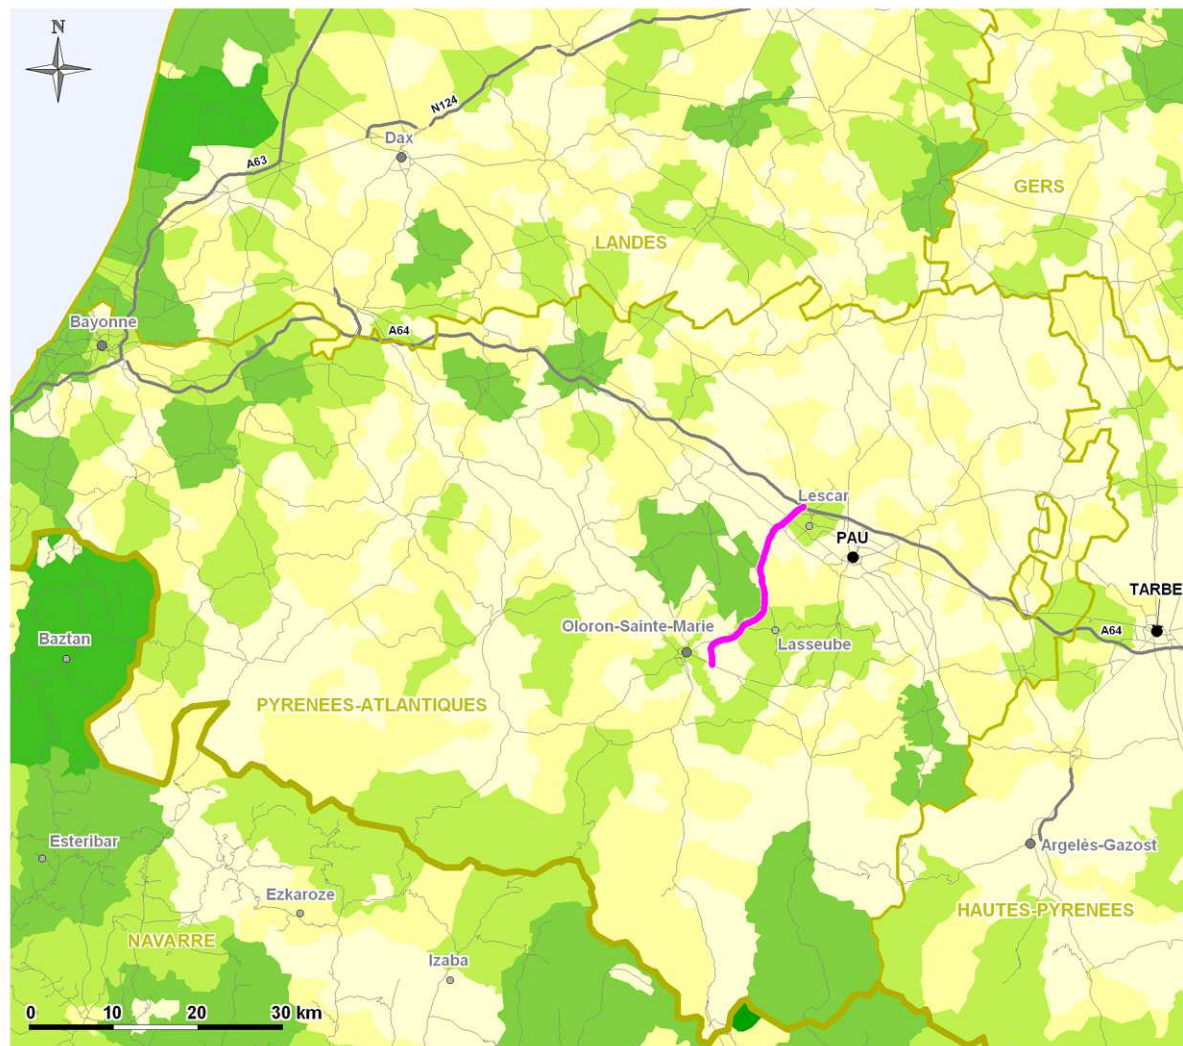 N
N124
Dax
A63
GERS
LANDES
Bayonne
A64
Lescar
PAU
TARBE
Oloron-Sainte-Marie
Lasseube
A64
Baztan
PYRENEES-ATLANTIQUES
Esteribar
Argelès-Gazost
Ezkaroze
HAUTES-PYRENEES
NAVARRE
Izaba
0 10 20 30 km